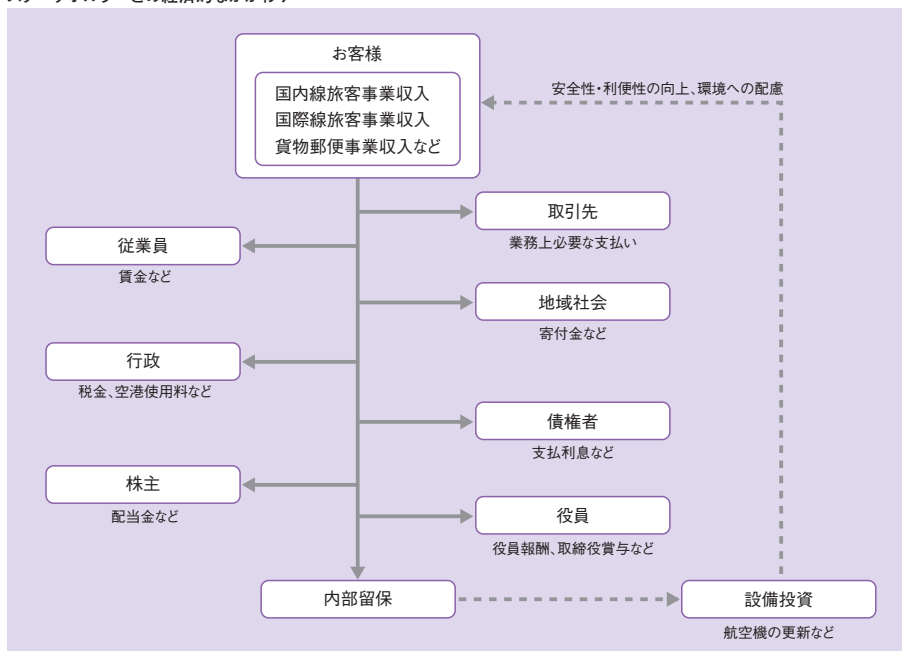 お客様
国内線旅客事業収入
国際線旅客事業収入
貨物郵便事業収入など
安全性・利便性の向上、環境への配慮
取引先
業務上必要な支払い
従業員
賃金など
地域社会
寄付金など
行政
税金、空港使用料など
債権者
支払利息など
株主
配当金など
役員
役員報酬、取締役賞与など
内部留保
設備投資
航空機の更新など